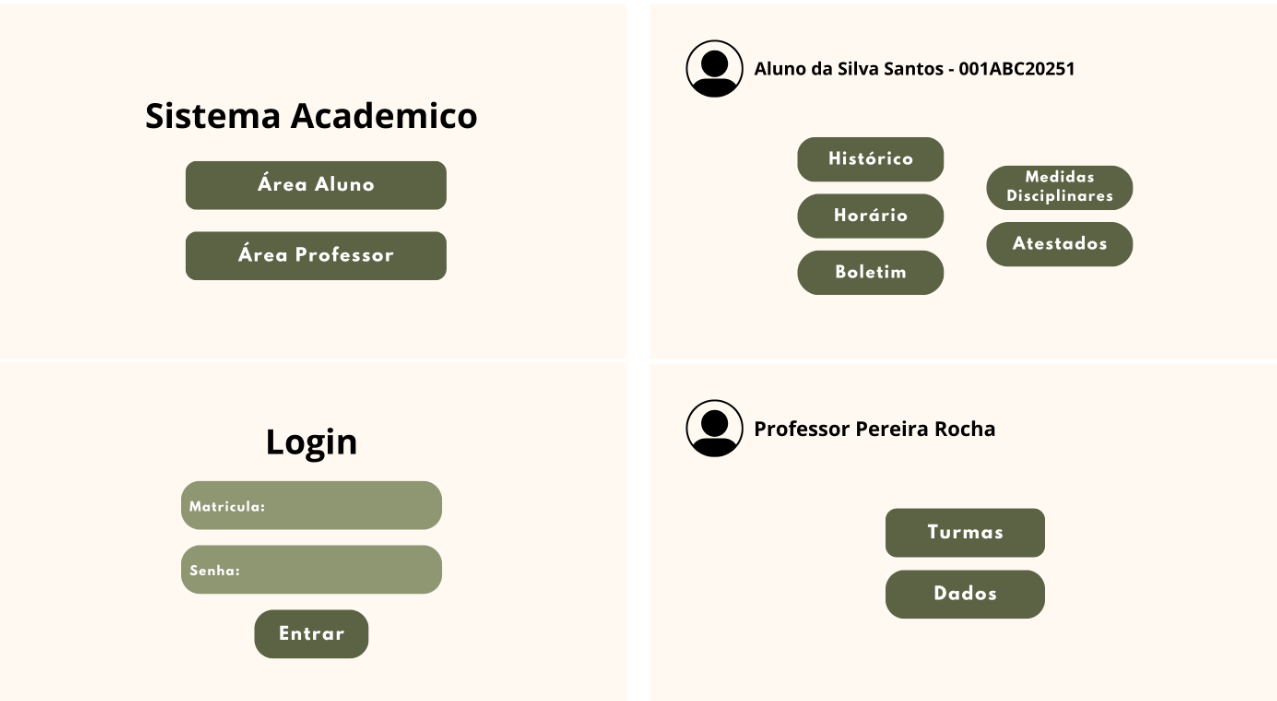 Sistema Academico
Área Aluno
Área Professor
Aluno da Silva Santos - 001ABC20251
Histórico
Horário
Boletim
Medidas
Disciplinares
Atestados
Login
Matricula:
Senha:
Entrar
Professor Pereira Rocha
Turmas
Dados